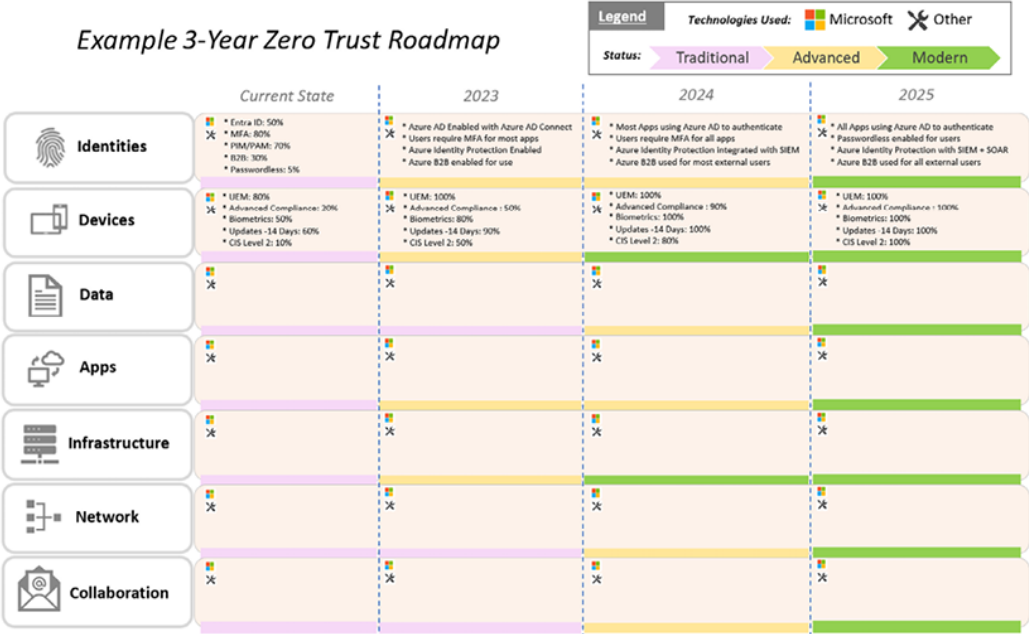 Example 3-Year Zero Trust Roadmap
Legend
Technologies Used: Microsoft Other
Status: Traditional Advanced Modern
Current State 2023 2024 2025
Identities
* Entra ID: 50%
* MFA: 80%
* PIM/PAM: 70%
* B2B: 30%
* Passwordless: 5%
* Azure AD Enabled with Azure AD Connect
* Users require MFA for most apps
* Azure Identity Protection Enabled
* Azure B2B enabled for use
* Most Apps using Azure AD to authenticate
* Users require MFA for all apps
* Azure Identity Protection integrated with SIEM
* Azure B2B used for most external users
* All Apps using Azure AD to authenticate
* Passwordless enabled for users
* Azure Identity Protection with SIEM + SOAR
* Azure B2B used for all external users
Devices
* UEM: 80%
* Advanced Compliance: 20%
* Biometrics: 50%
* Updates -14 Days: 60%
* CIS Level 2: 10%
* UEM: 100%
* Advanced Compliance : 50%
* Biometrics: 80%
* Updates -14 Days: 90%
* CIS Level 2: 50%
* UEM: 100%
* Advanced Compliance : 90%
* Biometrics: 100%
* Updates -14 Days: 100%
* CIS Level 2: 80%
* UEM: 100%
* Advanced Compliance : 100%
* Biometrics: 100%
* Updates -14 Days: 100%
* CIS Level 2: 100%
Data
Apps
Infrastructure
Network
Collaboration